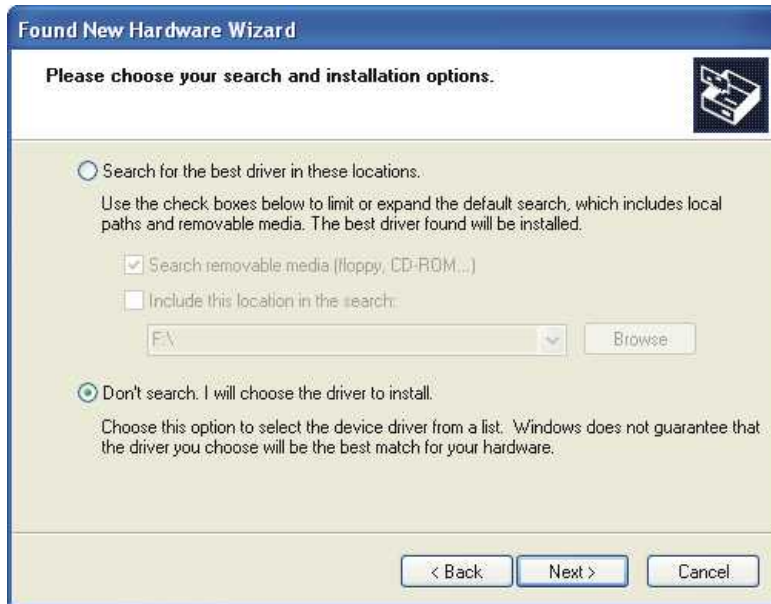 Found New Hardware Wizard
Please choose your search and installation options.
Search for the best driver in these locations.
Use the check boxes below to limit or expand the default search, which includes local
paths and removable media. The best driver found will be installed.
Search removable media (floppy, CD-ROM...)
Include this location in the search:
F:\
Browse
Don't search. I will choose the driver to install.
Choose this option to select the device driver from a list. Windows does not guarantee that
the driver you choose will be the best match for your hardware.
< Back Next > Cancel